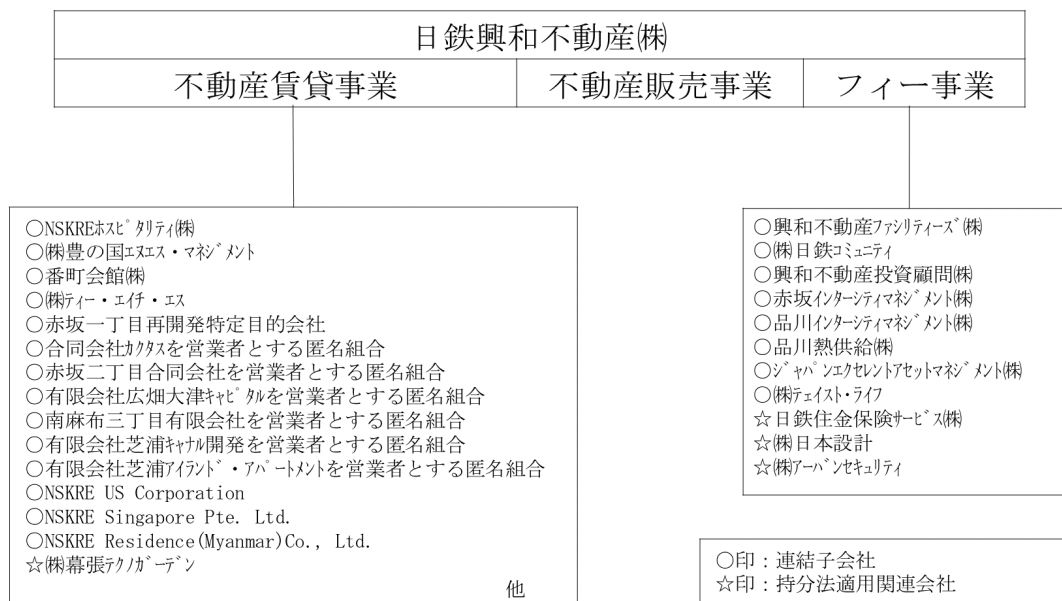 日鉄興和不動産㈱
不動産賃貸事業
不動産販売事業
フィー事業
○NSKREﾎｽﾋﾟﾀﾘﾃｨ㈱
○㈱豊の国ｴﾇｴｽ・ﾏﾈｼﾞﾒﾝﾄ
○番町会館㈱
○㈱ﾃｨｰ・ｴｲﾁ・ｴｽ
○赤坂一丁目再開発特定目的会社
○合同会社ｶｸﾀｽを営業者とする匿名組合
○赤坂二丁目合同会社を営業者とする匿名組合
○有限会社広畑大津ｷｬﾋﾟﾀﾙを営業者とする匿名組合
○南麻布三丁目有限会社を営業者とする匿名組合
○有限会社芝浦ｷｬﾅﾙ開発を営業者とする匿名組合
○有限会社芝浦ｱｲﾗﾝﾄﾞ・ｱﾊﾟｰﾄﾒﾝﾄを営業者とする匿名組合
○NSKRE US Corporation
○NSKRE Singapore Pte. Ltd.
○NSKRE Residence(Myanmar)Co., Ltd.
☆㈱幕張ﾃｸﾉｶﾞｰﾃﾞﾝ
他
○興和不動産ﾌｧｼﾘﾃｨｰｽﾞ㈱
○㈱日鉄ｺﾐｭﾆﾃｨ
○興和不動産投資顧問㈱
○赤坂ｲﾝﾀｰｼﾃｨﾏﾈｼﾞﾒﾝﾄ㈱
○品川ｲﾝﾀｰｼﾃｨﾏﾈｼﾞﾒﾝﾄ㈱
○品川熱供給㈱
○ｼﾞｬﾊﾟﾝｴｸｾﾚﾝﾄｱｾｯﾄﾏﾈｼﾞﾒﾝﾄ㈱
○㈱ﾃｲｽﾄ・ﾗｲﾌ
☆日鉄住金保険ｻｰﾋﾞｽ㈱
☆㈱日本設計
☆㈱ｱｰﾊﾞﾝｾｷｭﾘﾃｨ
○印：連結子会社
☆印：持分法適用関連会社